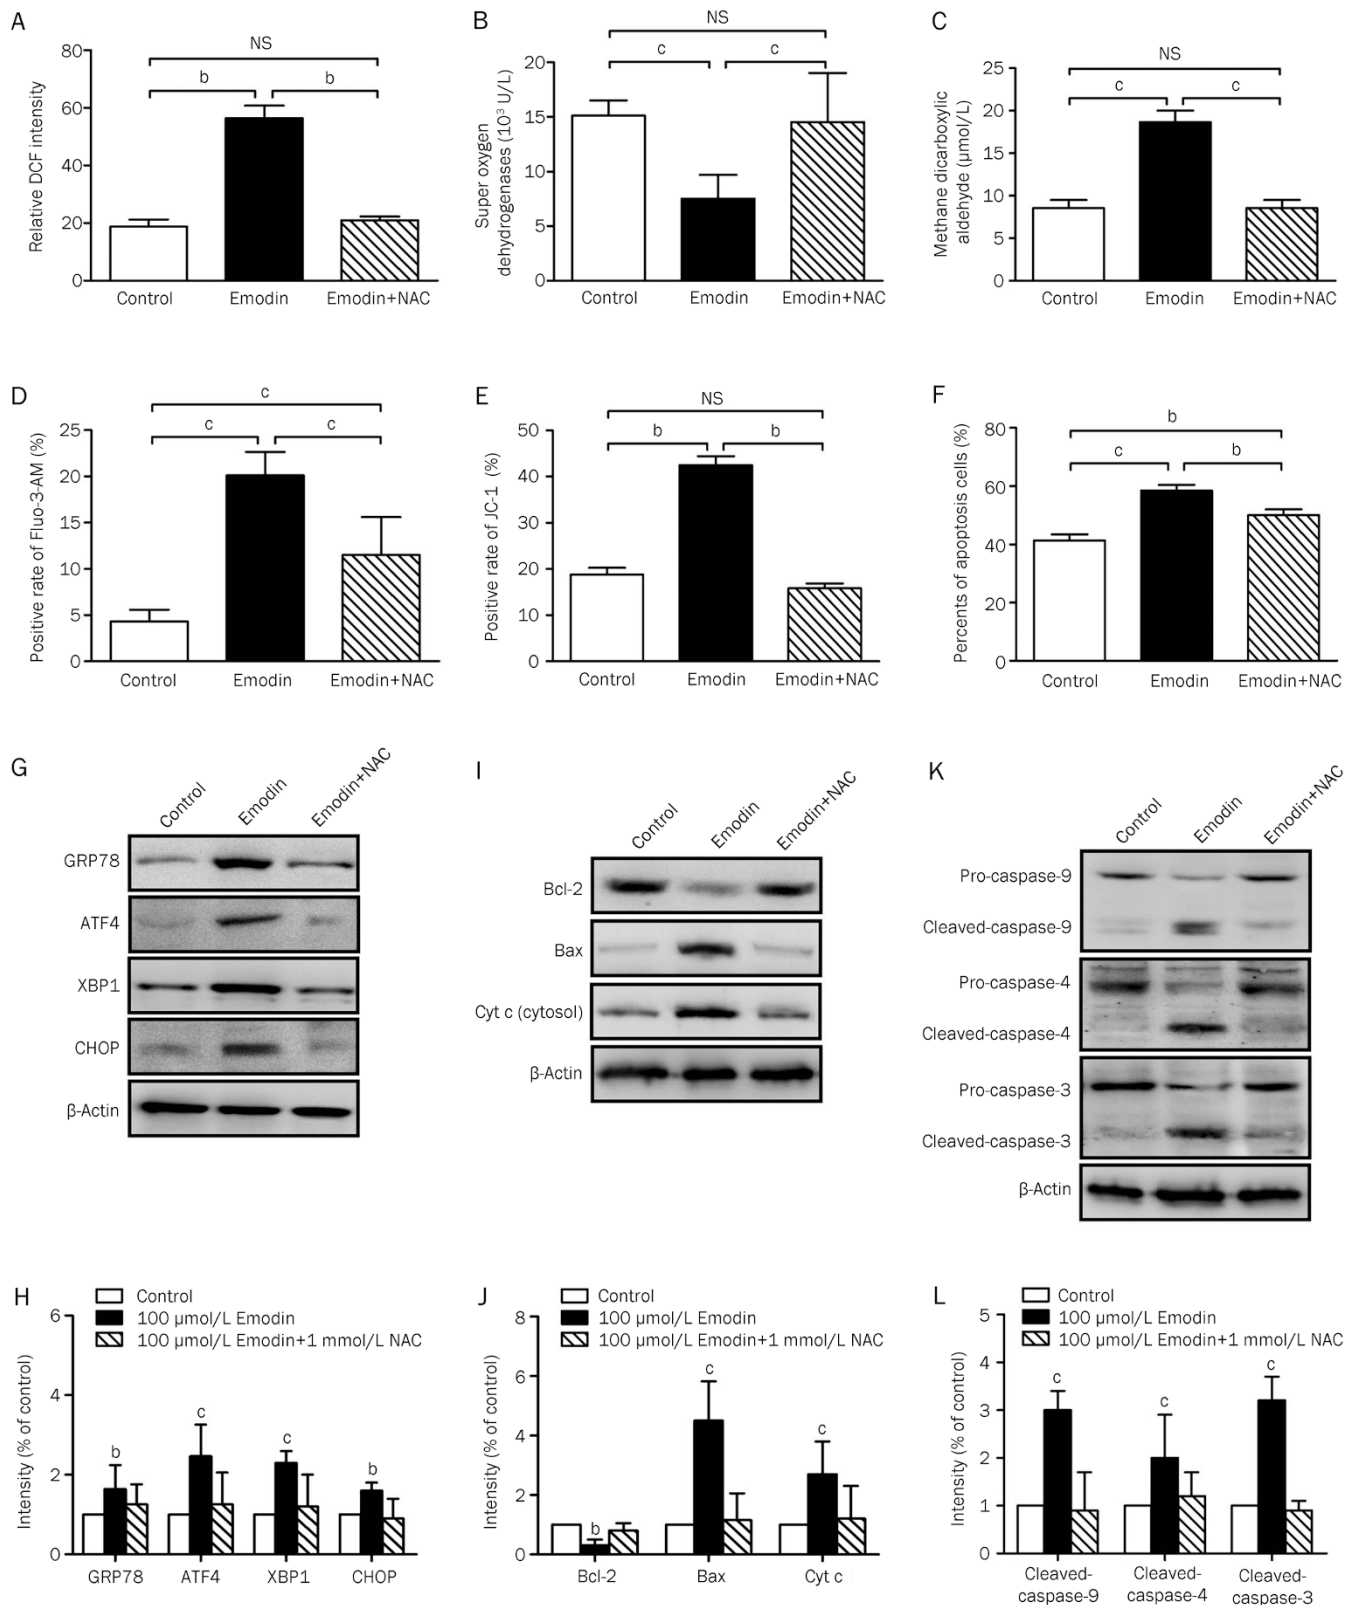 A
NS
b
b
Relative DCF intensity
80
60
40
20
0
Control
Emodin
Emodin+NAC
B
NS
c
c
Super oxygen
dehydrogenases (10³ U/L)
20
15
10
5
0
Control
Emodin
Emodin+NAC
C
NS
c
c
Methane dicarboxylic
aldehyde (µmol/L)
25
20
15
10
5
0
Control
Emodin
Emodin+NAC
D
c
c
c
Positive rate of Fluo-3-AM (%)
25
20
15
10
5
0
Control
Emodin
Emodin+NAC
E
NS
b
b
Positive rate of JC-1 (%)
50
40
30
20
10
0
Control
Emodin
Emodin+NAC
F
b
c
b
Percents of apoptosis cells (%)
80
60
40
20
0
Control
Emodin
Emodin+NAC
G
Control
Emodin
Emodin+NAC
GRP78
ATF4
XBP1
CHOP
β-Actin
I
Control
Emodin
Emodin+NAC
Bcl-2
Bax
Cyt c (cytosol)
β-Actin
K
Control
Emodin
Emodin+NAC
Pro-caspase-9
Cleaved-caspase-9
Pro-caspase-4
Cleaved-caspase-4
Pro-caspase-3
Cleaved-caspase-3
β-Actin
H
Control
100 µmol/L Emodin
100 µmol/L Emodin+1 mmol/L NAC
Intensity (% of control)
6
4
2
0
b
c
c
b
GRP78
ATF4
XBP1
CHOP
J
Control
100 µmol/L Emodin
100 µmol/L Emodin+1 mmol/L NAC
Intensity (% of control)
8
6
4
2
0
b
c
c
Bcl-2
Bax
Cyt c
L
Control
100 µmol/L Emodin
100 µmol/L Emodin+1 mmol/L NAC
Intensity (% of control)
5
4
3
2
1
0
c
c
c
Cleaved-
caspase-9
Cleaved-
caspase-4
Cleaved-
caspase-3